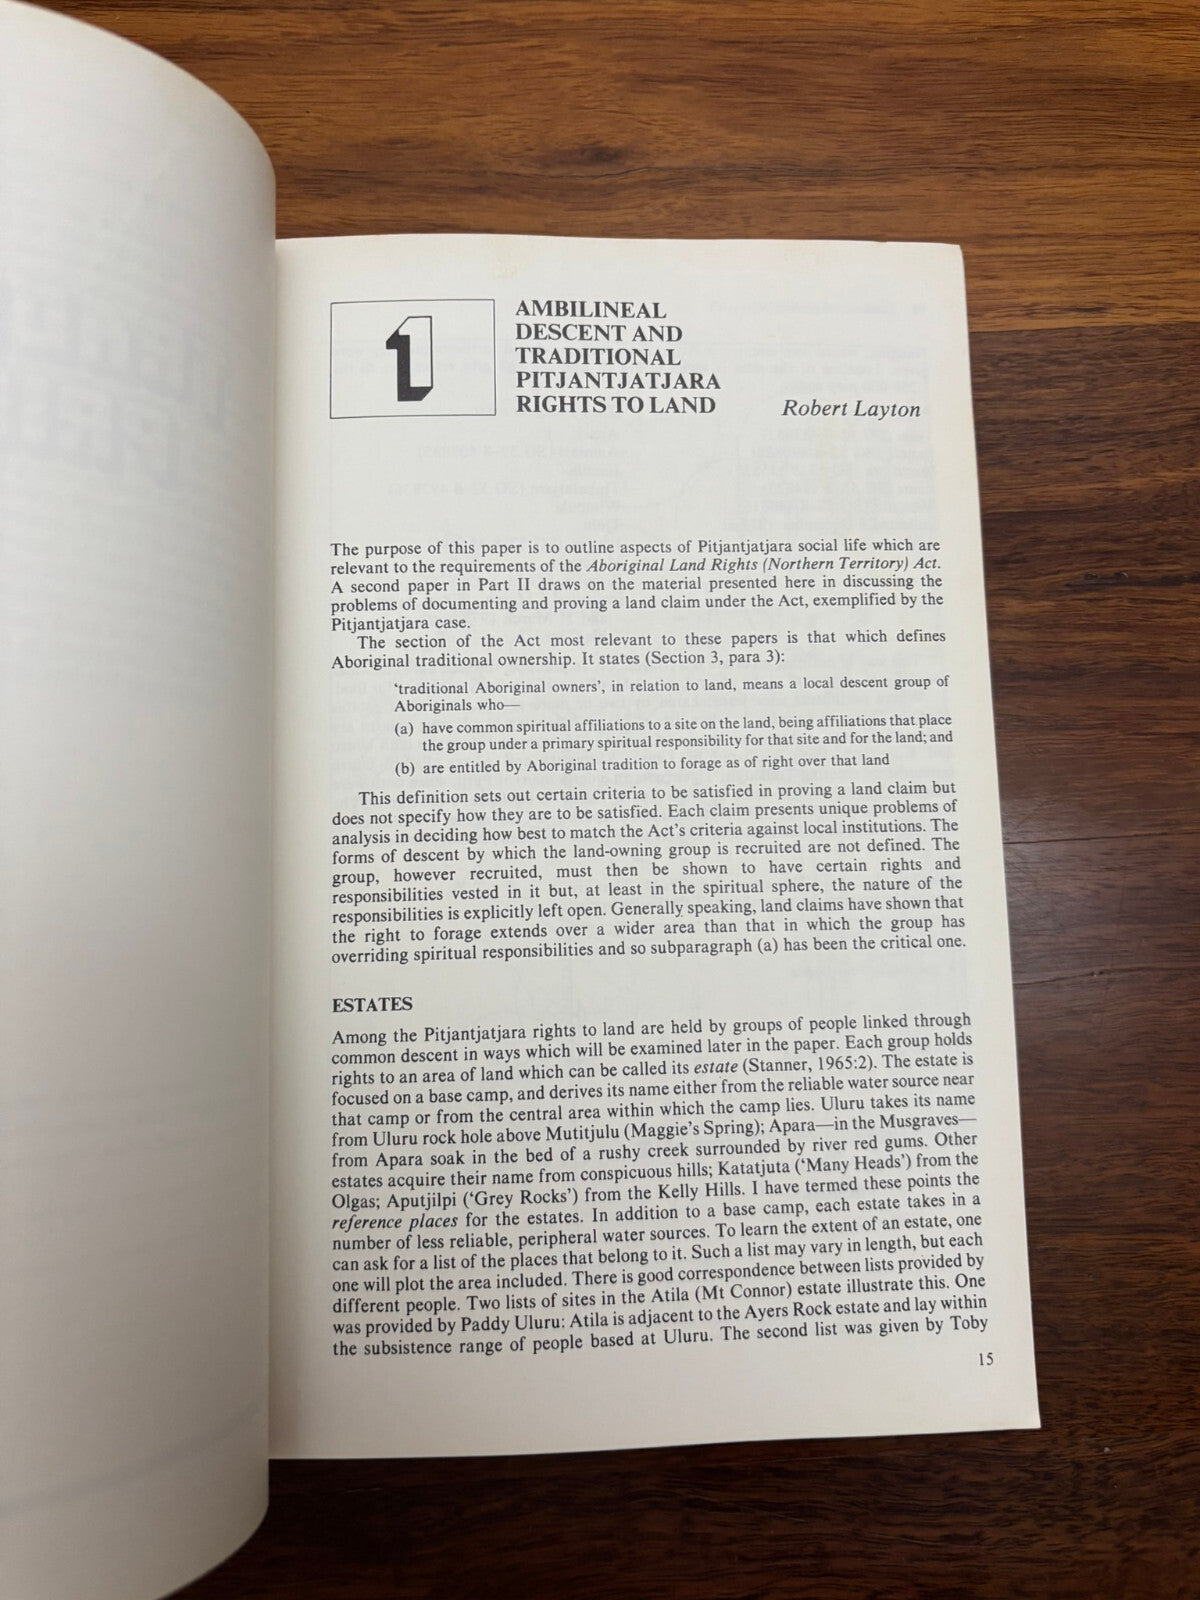 1
AMBILINEAL
DESCENT AND
TRADITIONAL
PITJANTJATJARA
RIGHTS TO LAND
Robert Layton
The purpose of this paper is to outline aspects of Pitjantjatjara social life which are
relevant to the requirements of the Aboriginal Land Rights (Northern Territory) Act.
A second paper in Part II draws on the material presented here in discussing the
problems of documenting and proving a land claim under the Act, exemplified by the
Pitjantjatjara case.
The section of the Act most relevant to these papers is that which defines
Aboriginal traditional ownership. It states (Section 3, para 3):
‘traditional Aboriginal owners’, in relation to land, means a local descent group of
Aboriginals who—
(a) have common spiritual affiliations to a site on the land, being affiliations that place
the group under a primary spiritual responsibility for that site and for the land; and
(b) are entitled by Aboriginal tradition to forage as of right over that land
This definition sets out certain criteria to be satisfied in proving a land claim but
does not specify how they are to be satisfied. Each claim presents unique problems of
analysis in deciding how best to match the Act’s criteria against local institutions. The
forms of descent by which the land-owning group is recruited are not defined. The
group, however recruited, must then be shown to have certain rights and
responsibilities vested in it but, at least in the spiritual sphere, the nature of the
responsibilities is explicitly left open. Generally speaking, land claims have shown that
the right to forage extends over a wider area than that in which the group has
overriding spiritual responsibilities and so subparagraph (a) has been the critical one.
ESTATES
Among the Pitjantjatjara rights to land are held by groups of people linked through
common descent in ways which will be examined later in the paper. Each group holds
rights to an area of land which can be called its estate (Stanner, 1965:2). The estate is
focused on a base camp, and derives its name either from the reliable water source near
that camp or from the central area within which the camp lies. Uluru takes its name
from Uluru rock hole above Mutitjulu (Maggie’s Spring); Apara—in the Musgraves—
from Apara soak in the bed of a rushy creek surrounded by river red gums. Other
estates acquire their name from conspicuous hills; Katatjuta (‘Many Heads’) from the
Olgas; Aputjilpi (‘Grey Rocks’) from the Kelly Hills. I have termed these points the
reference places for the estates. In addition to a base camp, each estate takes in a
number of less reliable, peripheral water sources. To learn the extent of an estate, one
can ask for a list of the places that belong to it. Such a list may vary in length, but each
one will plot the area included. There is good correspondence between lists provided by
different people. Two lists of sites in the Atila (Mt Connor) estate illustrate this. One
was provided by Paddy Uluru: Atila is adjacent to the Ayers Rock estate and lay within
the subsistence range of people based at Uluru. The second list was given by Toby
15